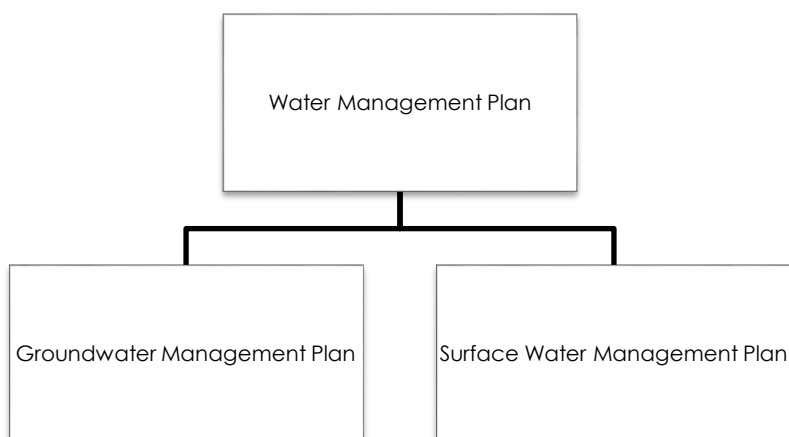 Water Management Plan
Groundwater Management Plan
Surface Water Management Plan